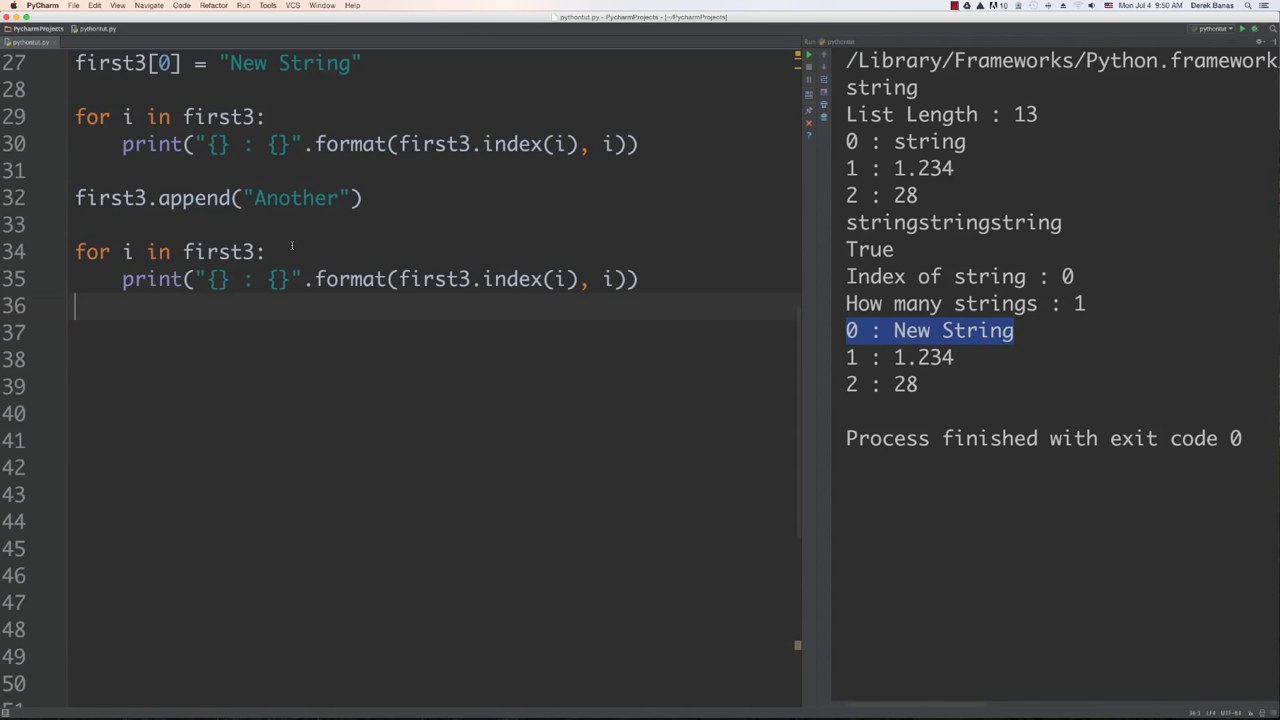 PyCharm File Edit View Navigate Code Refactor Run Tools VCS Window Help Mon Jul 4 9:50 AM Derek Banas
pythontut.py - PycharmProjects - [~/PycharmProjects]
PycharmProjects pythontut.py pythontut
pythontut.py
Run: pythontut
27 first3[0] = "New String"
28
29 for i in first3:
30 print("{} : {}".format(first3.index(i), i))
31
32 first3.append("Another")
33
34 for i in first3:
35 print("{} : {}".format(first3.index(i), i))
36
37
38
39
40
41
42
43
44
45
46
47
48
49
50
/Library/Frameworks/Python.framework
string
List Length : 13
0 : string
1 : 1.234
2 : 28
stringstringstring
True
Index of string : 0
How many strings : 1
0 : New String
1 : 1.234
2 : 28
Process finished with exit code 0
36:1 LF UTF-8